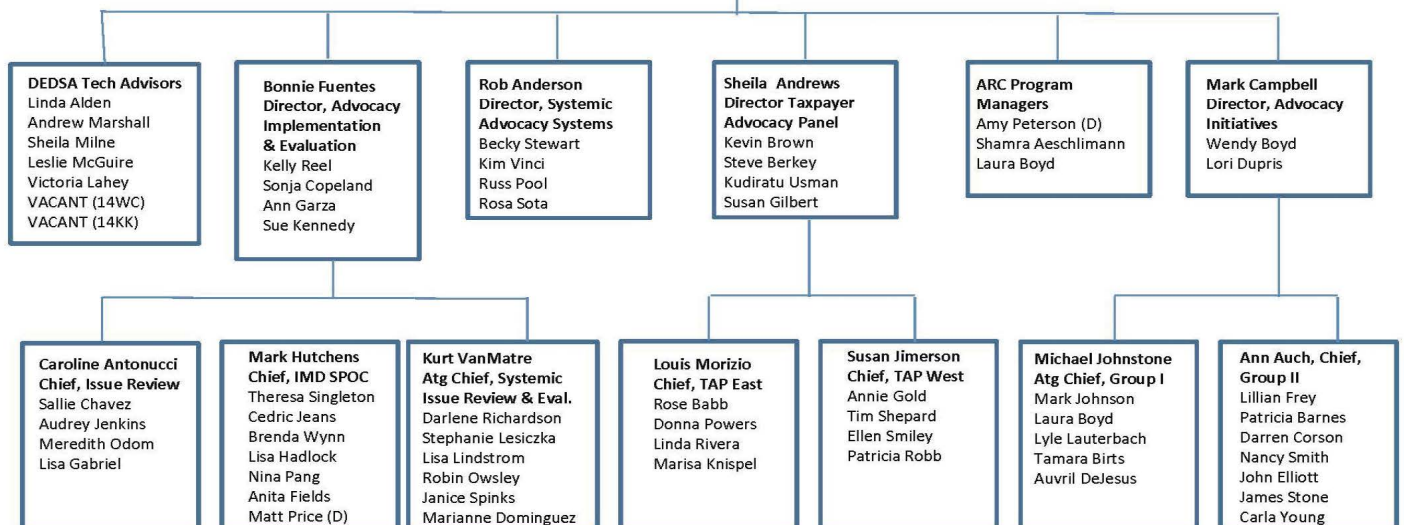 DEDSA Tech Advisors
Linda Alden
Andrew Marshall
Sheila Milne
Leslie McGuire
Victoria Lahey
VACANT (14WC)
VACANT (14KK)
Bonnie Fuentes
Director, Advocacy
Implementation
& Evaluation
Kelly Reel
Sonja Copeland
Ann Garza
Sue Kennedy
Rob Anderson
Director, Systemic
Advocacy Systems
Becky Stewart
Kim Vinci
Russ Pool
Rosa Sota
Sheila Andrews
Director Taxpayer
Advocacy Panel
Kevin Brown
Steve Berkey
Kudiratu Usman
Susan Gilbert
ARC Program
Managers
Amy Peterson (D)
Shamra Aeschlimann
Laura Boyd
Mark Campbell
Director, Advocacy
Initiatives
Wendy Boyd
Lori Dupris
Caroline Antonucci
Chief, Issue Review
Sallie Chavez
Audrey Jenkins
Meredith Odom
Lisa Gabriel
Mark Hutchens
Chief, IMD SPOC
Theresa Singleton
Cedric Jeans
Brenda Wynn
Lisa Hadlock
Nina Pang
Anita Fields
Matt Price (D)
Kurt VanMatre
Atg Chief, Systemic
Issue Review & Eval.
Darlene Richardson
Stephanie Lesiczka
Lisa Lindstrom
Robin Owsley
Janice Spinks
Marianne Dominguez
Louis Morizio
Chief, TAP East
Rose Babb
Donna Powers
Linda Rivera
Marisa Knispel
Susan Jimerson
Chief, TAP West
Annie Gold
Tim Shepard
Ellen Smiley
Patricia Robb
Michael Johnstone
Atg Chief, Group I
Mark Johnson
Laura Boyd
Lyle Lauterbach
Tamara Birts
Auvril DeJesus
Ann Auch, Chief,
Group II
Lillian Frey
Patricia Barnes
Darren Corson
Nancy Smith
John Elliott
James Stone
Carla Young